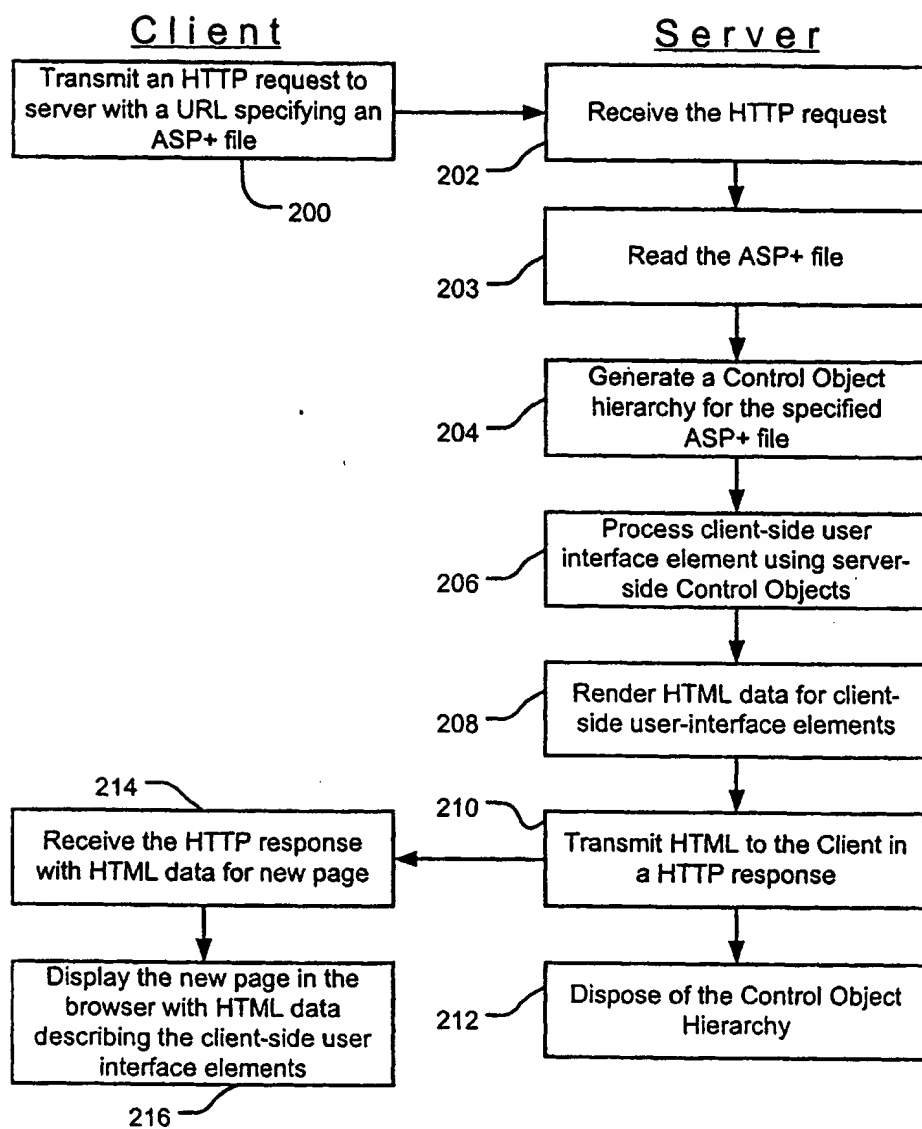 Client
Server
Transmit an HTTP request to
server with a URL specifying an
ASP+ file
200
Receive the HTTP request
202
Read the ASP+ file
203
Generate a Control Object
hierarchy for the specified
ASP+ file
204
Process client-side user
interface element using server-
side Control Objects
206
Render HTML data for client-
side user-interface elements
208
210
Transmit HTML to the Client in
a HTTP response
214
Receive the HTTP response
with HTML data for new page
Dispose of the Control Object
Hierarchy
212
Display the new page in the
browser with HTML data
describing the client-side user
interface elements
216